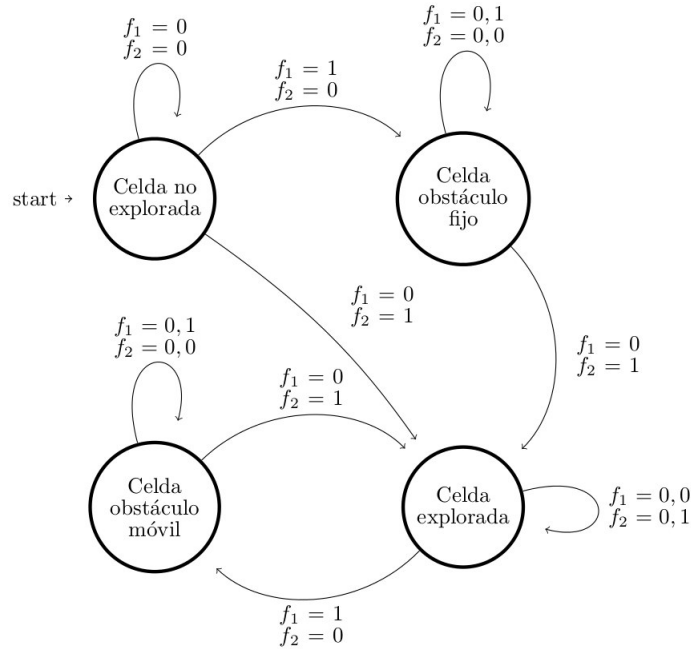 f₁ = 0
f₂ = 0
f₁ = 0, 1
f₂ = 0, 0
f₁ = 1
f₂ = 0
start
Celda no
explorada
Celda
obstáculo
fijo
f₁ = 0
f₂ = 1
f₁ = 0, 1
f₂ = 0, 0
f₁ = 0
f₂ = 1
f₁ = 0
f₂ = 1
Celda
obstáculo
móvil
Celda
explorada
f₁ = 0, 0
f₂ = 0, 1
f₁ = 1
f₂ = 0